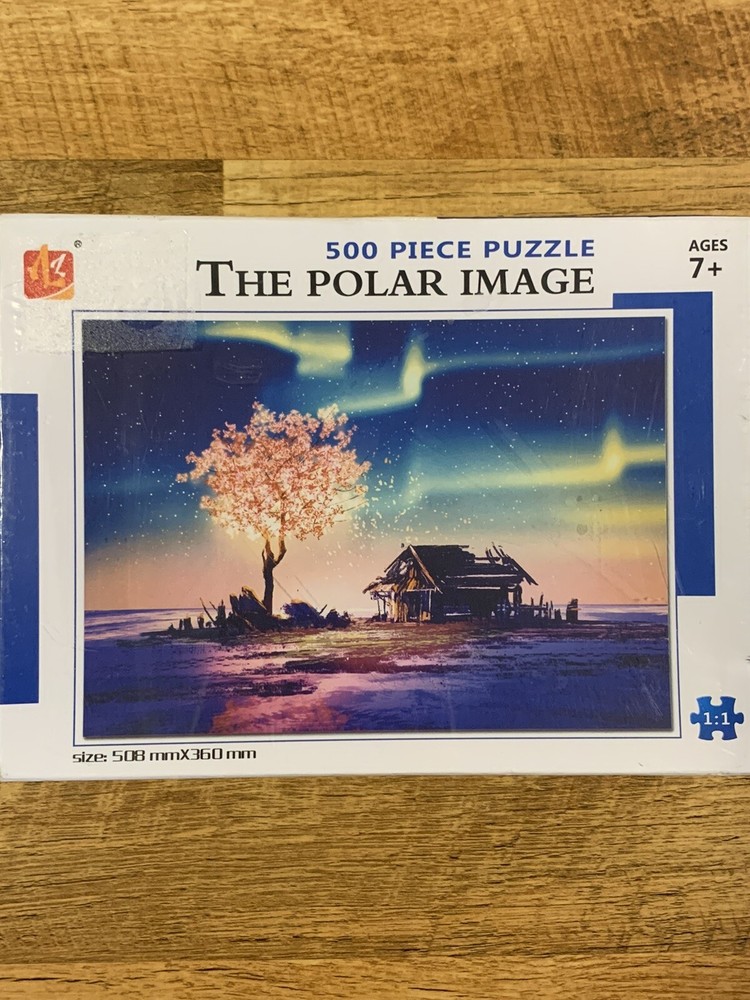 ®
500 PIECE PUZZLE
THE POLAR IMAGE
AGES
7+
1:1
size: 508 mmX360 mm